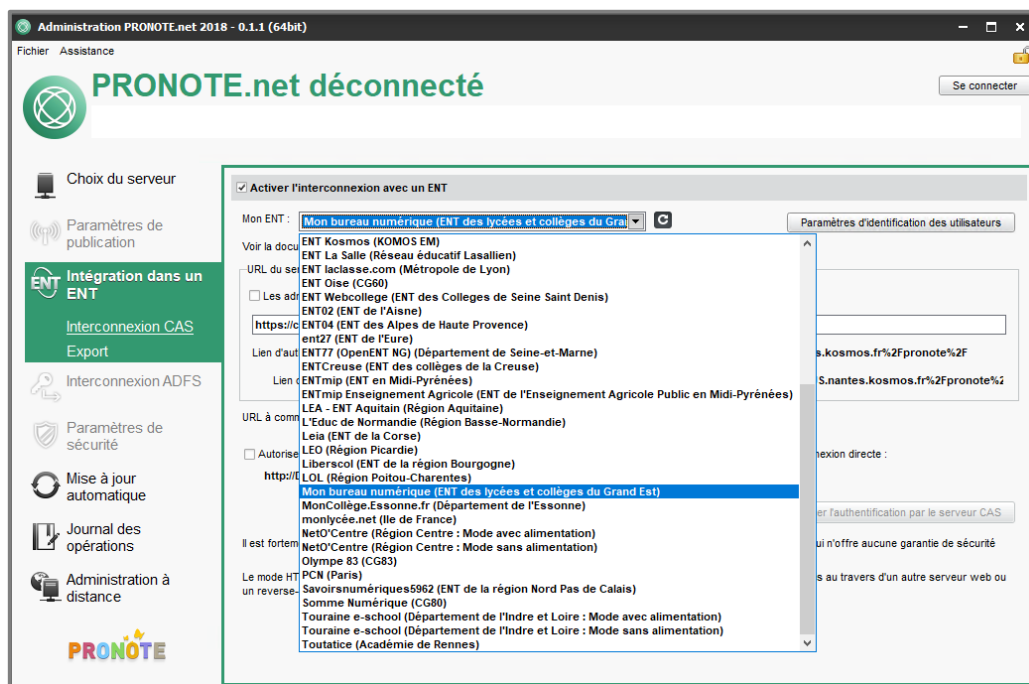 Administration PRONOTE.net 2018 - 0.1.1 (64bit)
Fichier Assistance
PRONOTE.net déconnecté
Se connecter
Choix du serveur
Paramètres de
publication
ENT
Intégration dans un
ENT
Interconnexion CAS
Export
Interconnexion ADFS
Paramètres de
sécurité
Mise à jour
automatique
Journal des
opérations
Administration à
distance
PRONOTE
Activer l'interconnexion avec un ENT
Mon ENT :
Mon bureau numérique (ENT des lycées et collèges du Gra
Paramètres d'identification des utilisateurs
Voir la docu
URL du se
Les ad
https://c
Lien d'aut
s.kosmos.fr%2Fpronote%2F
Lien
S.nantes.kosmos.fr%2Fpronote%2
URL à comm
Autorise
nexion directe :
http://
er l'authentification par le serveur CAS
Il est fortem
ui n'offre aucune garantie de sécurité
Le mode HT
s au travers d'un autre serveur web ou
un reverse-
ENT Kosmos (KOMOS EM)
ENT La Salle (Réseau éducatif Lasallien)
ENT laclasse.com (Métropole de Lyon)
ENT Oise (CG60)
ENT Webcollege (ENT des Colleges de Seine Saint Denis)
ENT02 (ENT de l'Aisne)
ENT04 (ENT des Alpes de Haute Provence)
ent27 (ENT de l'Eure)
ENT77 (OpenENT NG) (Département de Seine-et-Marne)
ENTCreuse (ENT des collèges de la Creuse)
ENTmip (ENT en Midi-Pyrénées)
ENTmip Enseignement Agricole (ENT de l'Enseignement Agricole Public en Midi-Pyrénées)
LEA - ENT Aquitain (Région Aquitaine)
L'Educ de Normandie (Région Basse-Normandie)
Leia (ENT de la Corse)
LEO (Région Picardie)
Liberscol (ENT de la région Bourgogne)
LOL (Région Poitou-Charentes)
Mon bureau numérique (ENT des lycées et collèges du Grand Est)
MonCollège.Essonne.fr (Département de l'Essonne)
monlycée.net (Ile de France)
NetO'Centre (Région Centre : Mode avec alimentation)
NetO'Centre (Région Centre : Mode sans alimentation)
Olympe 83 (CG83)
PCN (Paris)
Savoirsnumériques5962 (ENT de la région Nord Pas de Calais)
Somme Numérique (CG80)
Touraine e-school (Département de l'Indre et Loire : Mode avec alimentation)
Touraine e-school (Département de l'Indre et Loire : Mode sans alimentation)
Toutatice (Académie de Rennes)